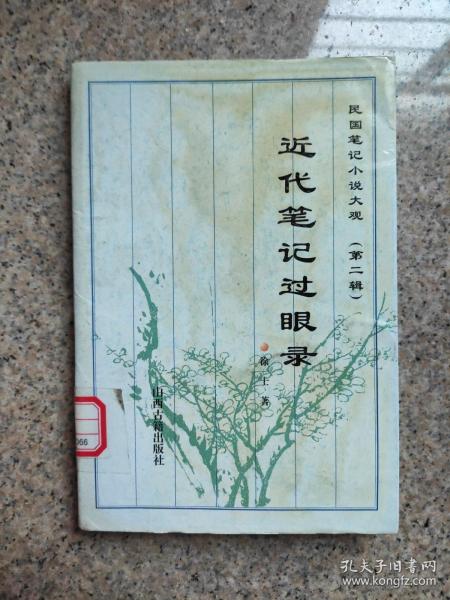 民国笔记小说大观（第二辑）
近代笔记过眼录
徐一士 著
山西古籍出版社
066
孔夫子旧书网
www.kongfz.com